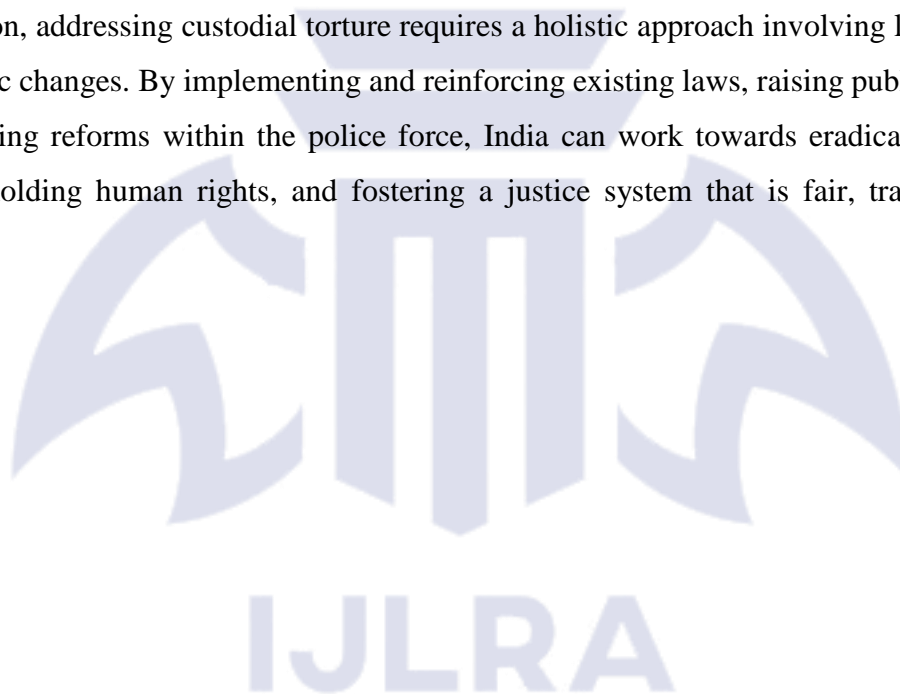 on, addressing custodial torture requires a holistic approach involving
c changes. By implementing and reinforcing existing laws, raising pub
ing reforms within the police force, India can work towards eradica
olding human rights, and fostering a justice system that is fair, tra
IJLRA